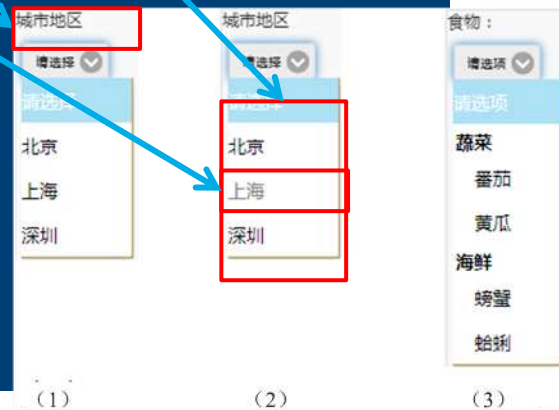 城市地区
请选择
请选择
北京
上海
深圳
(1)
城市地区
请选择
请选择
北京
上海
深圳
(2)
食物：
请选项
请选项
蔬菜
番茄
黄瓜
海鲜
螃蟹
蛤蜊
(3)